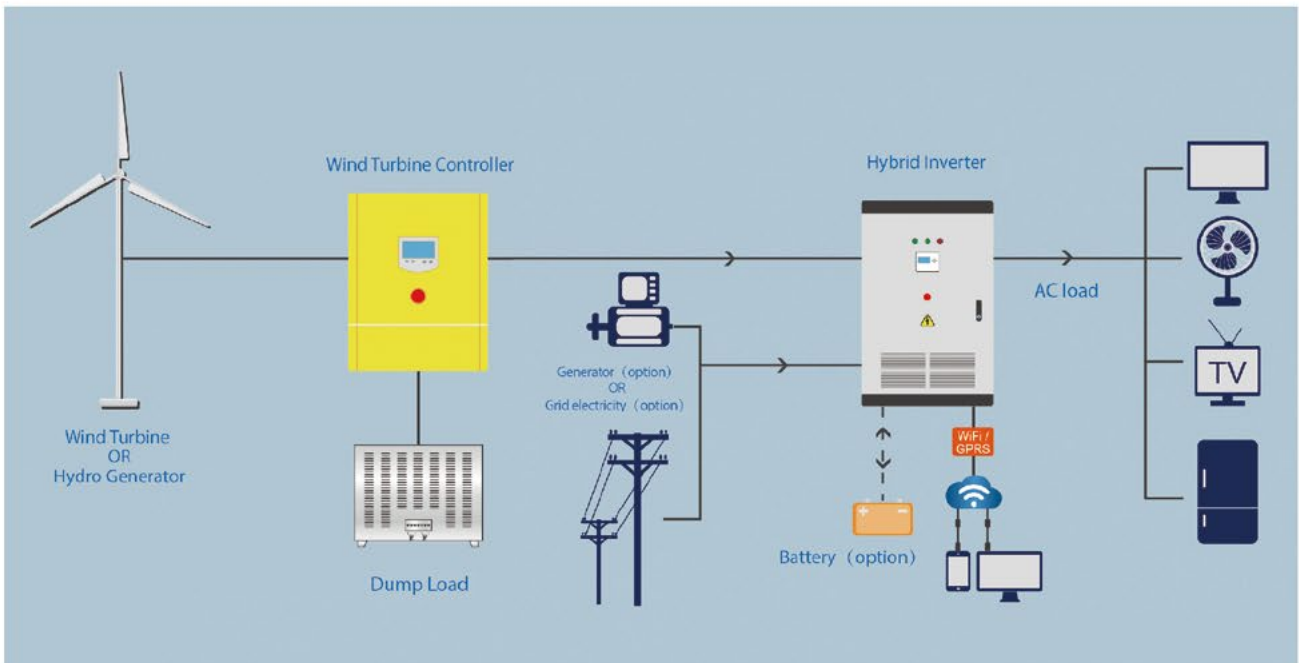 Wind Turbine Controller
Hybrid Inverter
AC load
Generator（option）
OR
Grid electricity（option）
Wind Turbine
OR
Hydro Generator
WiFi /
GPRS
TV
Battery（option）
Dump Load